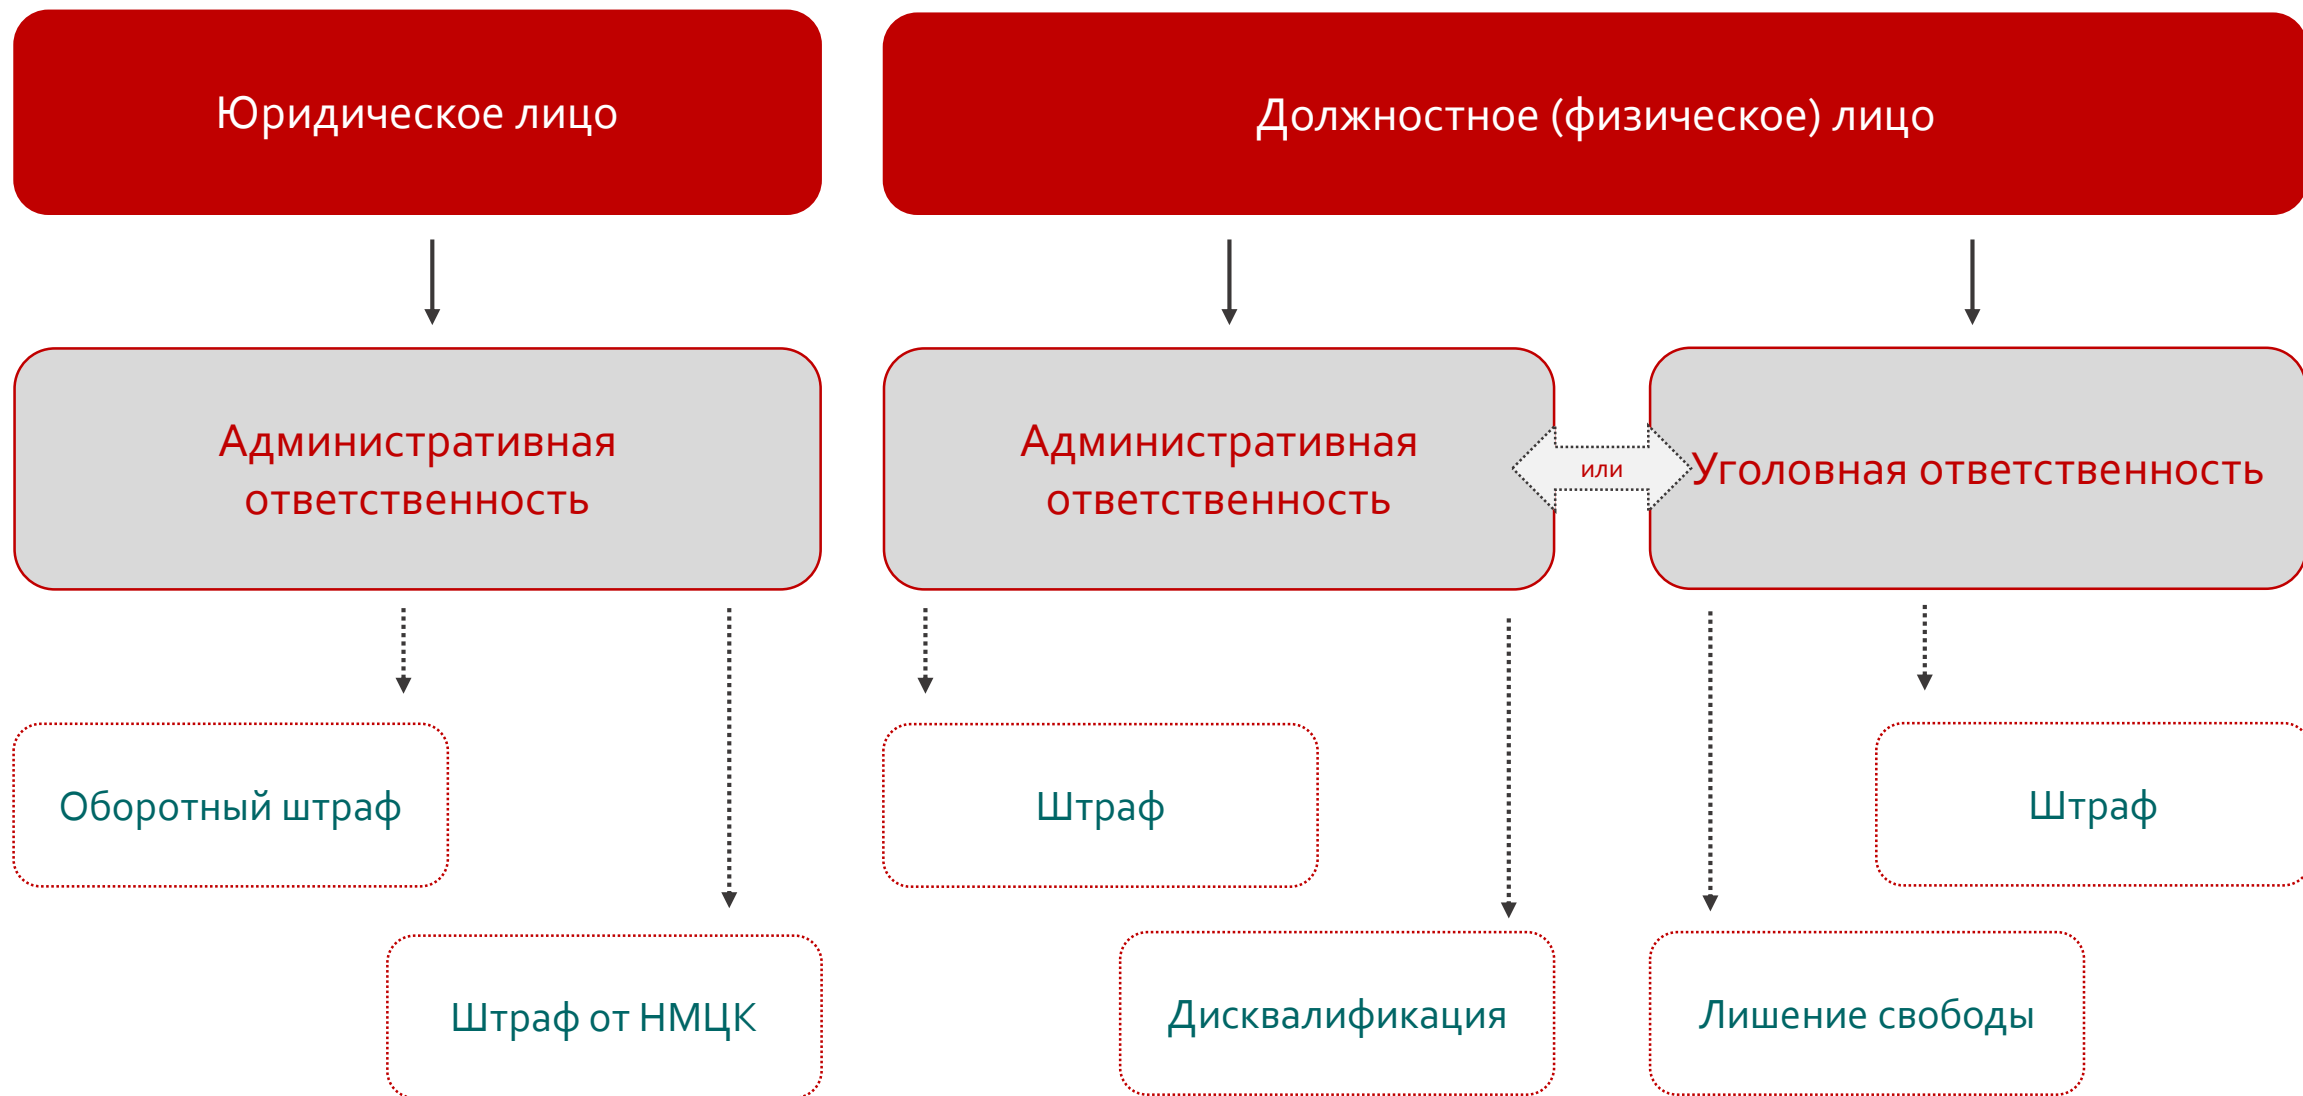 Юридическое лицо
Должностное (физическое) лицо
Административная
ответственность
Административная
ответственность
или
Уголовная ответственность
Оборотный штраф
Штраф
Штраф
Штраф от НМЦК
Дисквалификация
Лишение свободы